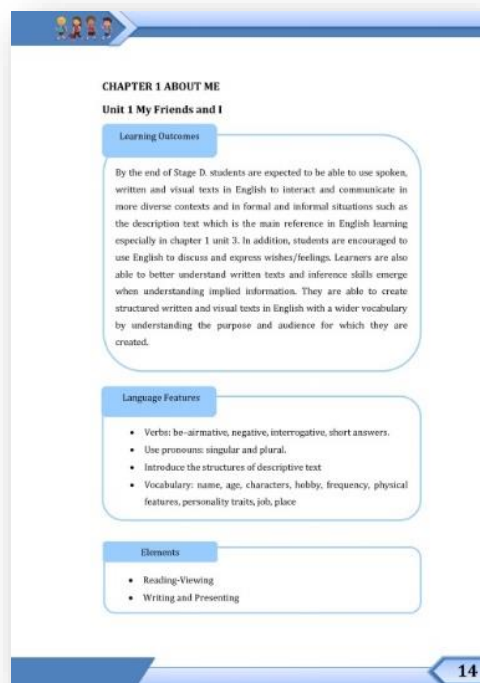 CHAPTER 1 ABOUT ME
Unit 1 My Friends and I
Learning Outcomes
By the end of Stage D. students are expected to be able to use spoken,
written and visual texts in English to interact and communicate in
more diverse contexts and in formal and informal situations such as
the description text which is the main reference in English learning
especially in chapter 1 unit 3. In addition, students are encouraged to
use English to discuss and express wishes/feelings. Learners are also
able to better understand written texts and inference skills emerge
when understanding implied information. They are able to create
structured written and visual texts in English with a wider vocabulary
by understanding the purpose and audience for which they are
created.
Language Features
• Verbs: be–airmative, negative, interrogative, short answers.
• Use pronouns: singular and plural.
• Introduce the structures of descriptive text
• Vocabulary: name, age, characters, hobby, frequency, physical
features, personality traits, job, place
Elements
• Reading-Viewing
• Writing and Presenting
14